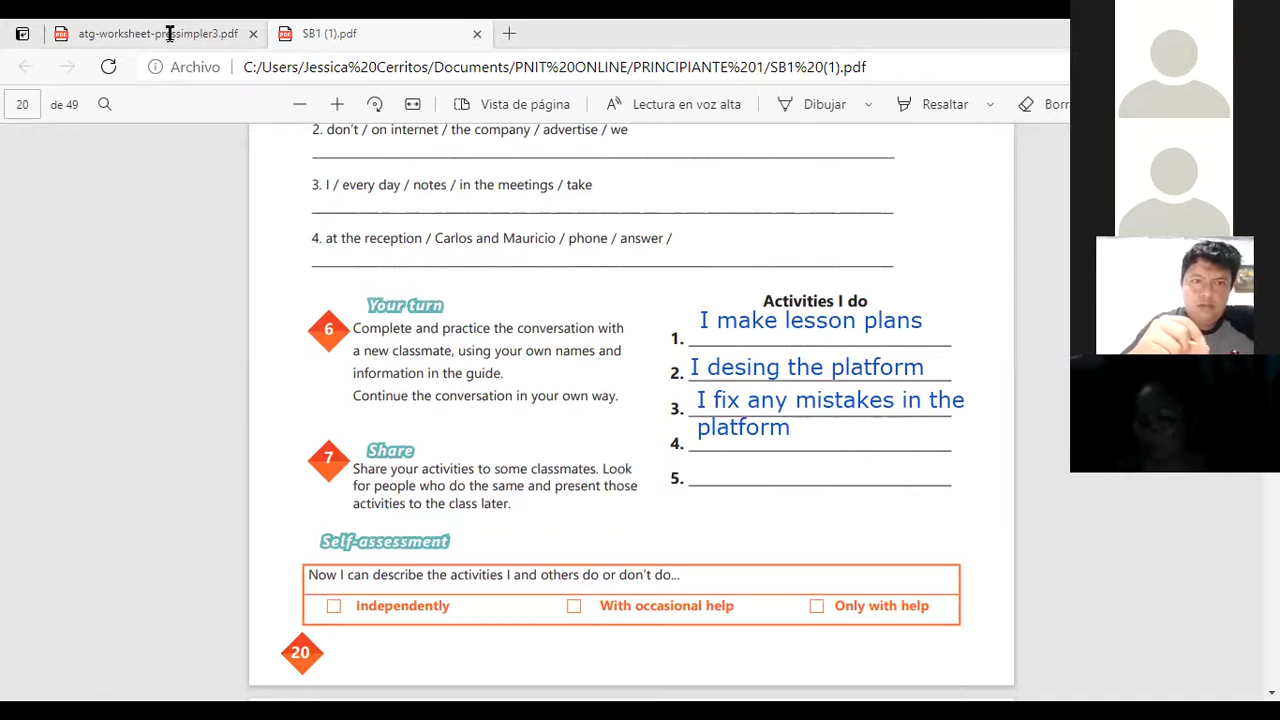 atg-worksheet-pressimpler3.pdf
SB1 (1).pdf
Archivo
C:/Users/Jessica%20Cerritos/Documents/PNIT%20ONLINE/PRINCIPIANTE%201/SB1%20(1).pdf
20
de 49
Vista de página
Lectura en voz alta
Dibujar
Resaltar
Borr
2. don't / on internet / the company / advertise / we
3. I / every day / notes / in the meetings / take
4. at the reception / Carlos and Mauricio / phone / answer /
6
Your turn
Complete and practice the conversation with
a new classmate, using your own names and
information in the guide.
Continue the conversation in your own way.
7
Share
Share your activities to some classmates. Look
for people who do the same and present those
activities to the class later.
Activities I do
1. I make lesson plans
2. I desing the platform
3. I fix any mistakes in the
platform
4.
5.
Self-assessment
Now I can describe the activities I and others do or don't do...
Independently
With occasional help
Only with help
20